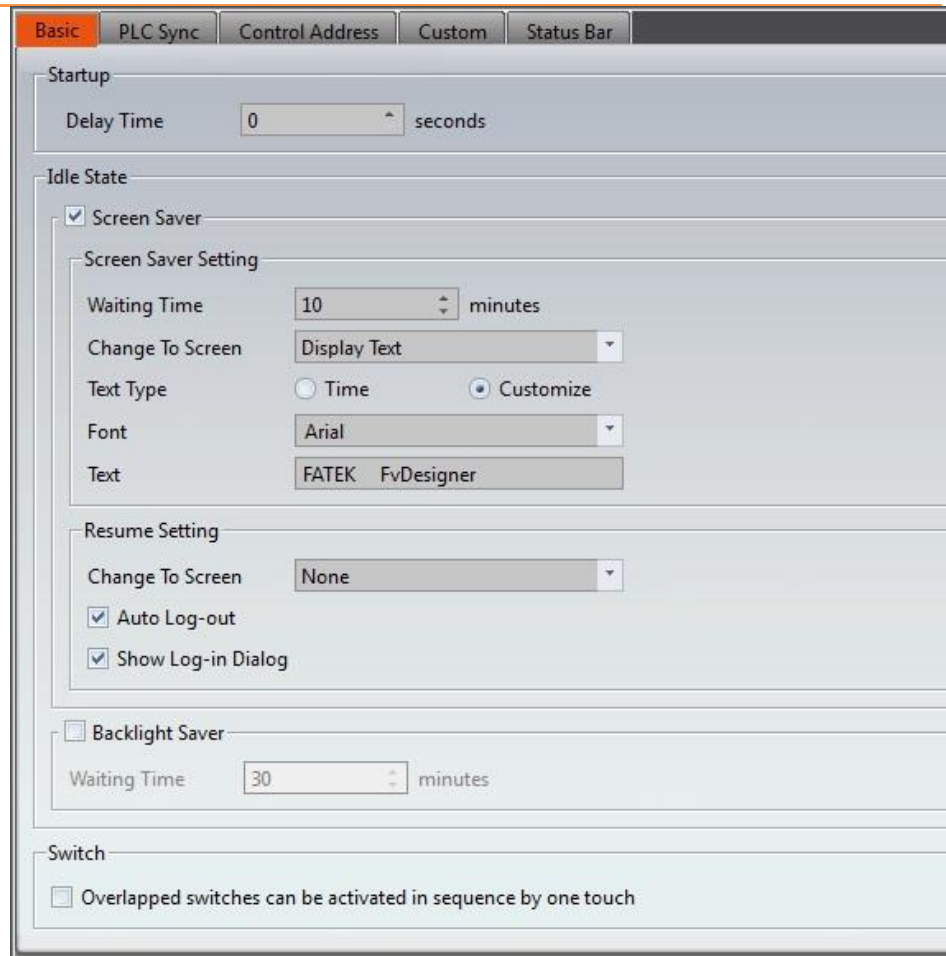 Basic PLC Sync Control Address Custom Status Bar
Startup
Delay Time 0 seconds
Idle State
Screen Saver
Screen Saver Setting
Waiting Time 10 minutes
Change To Screen Display Text
Text Type Time Customize
Font Arial
Text FATEK FvDesigner
Resume Setting
Change To Screen None
Auto Log-out
Show Log-in Dialog
Backlight Saver
Waiting Time 30 minutes
Switch
Overlapped switches can be activated in sequence by one touch